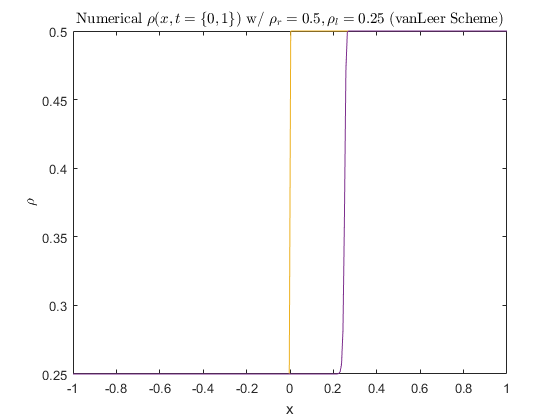 Numerical ρ(x, t = {0, 1}) w/ ρr = 0.5, ρl = 0.25 (vanLeer Scheme)
0.5
0.45
0.4
0.35
0.3
0.25
ρ
-1 -0.8 -0.6 -0.4 -0.2 0 0.2 0.4 0.6 0.8 1
x